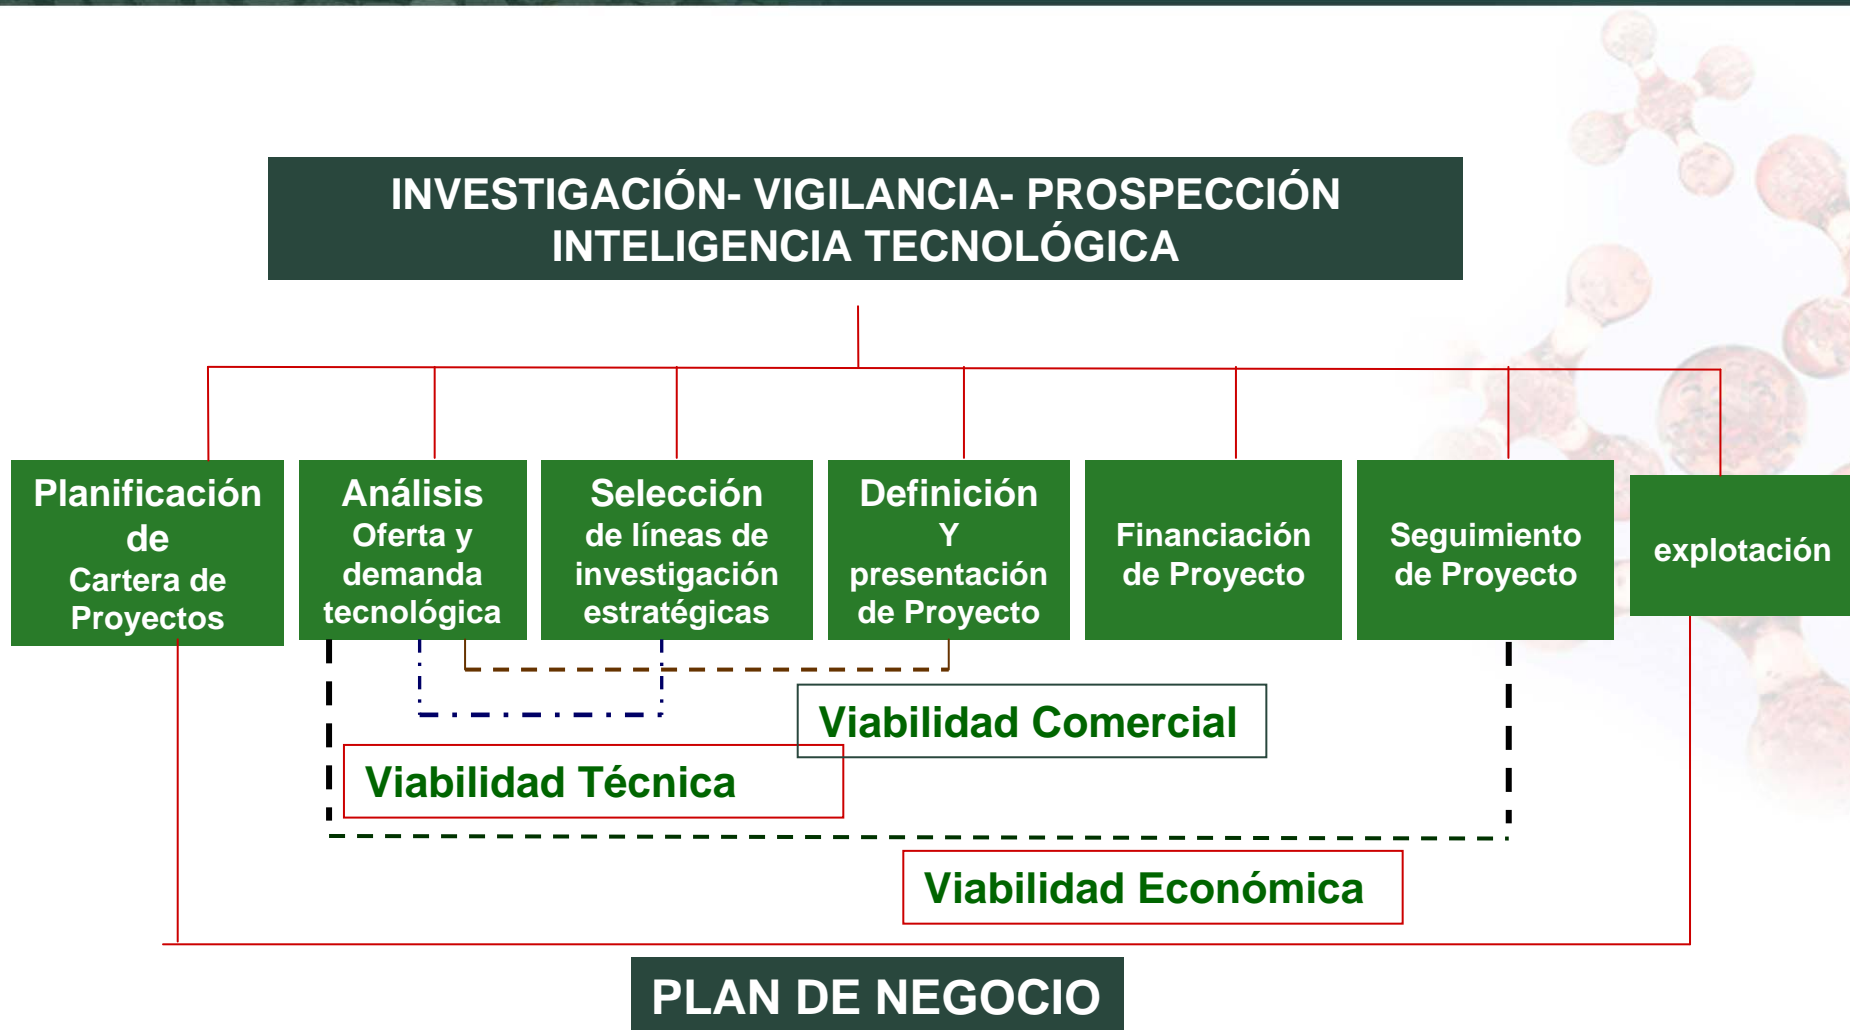 INVESTIGACIÓN- VIGILANCIA- PROSPECCIÓN
INTELIGENCIA TECNOLÓGICA
Planificación
de
Cartera de
Proyectos
Análisis
Oferta y
demanda
tecnológica
Selección
de líneas de
investigación
estratégicas
Definición
Y
presentación
de Proyecto
Financiación
de Proyecto
Seguimiento
de Proyecto
explotación
Viabilidad Comercial
Viabilidad Técnica
Viabilidad Económica
PLAN DE NEGOCIO